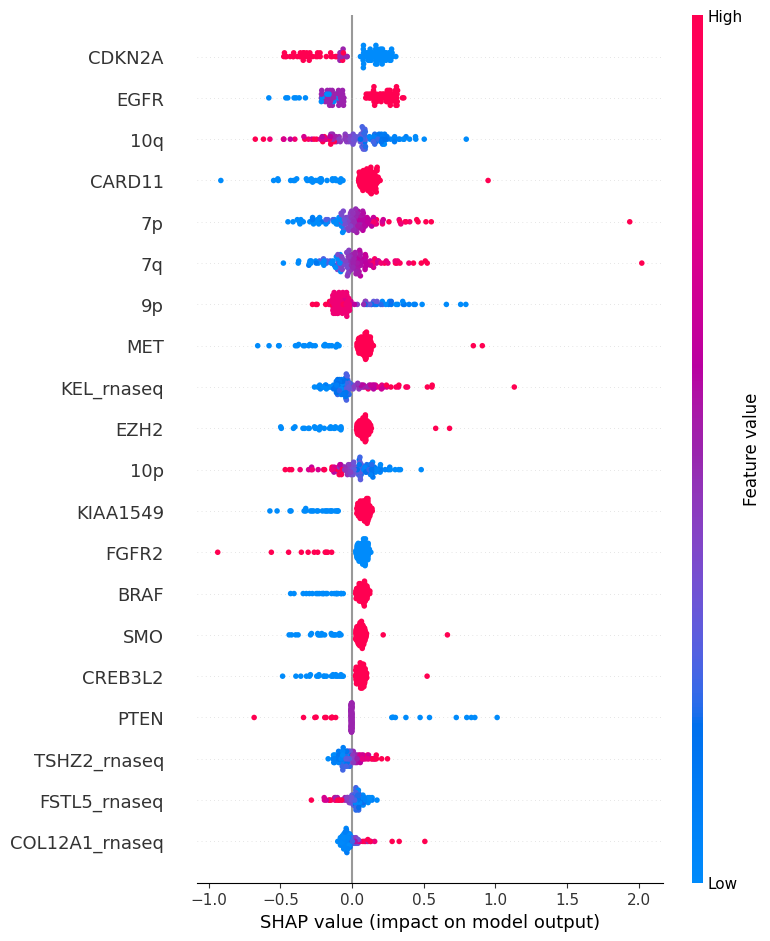 High
CDKN2A
EGFR
10q
CARD11
7p
7q
9p
MET
KEL_rnaseq
EZH2
10p
KIAA1549
FGFR2
BRAF
SMO
CREB3L2
PTEN
TSHZ2_rnaseq
FSTL5_rnaseq
COL12A1_rnaseq
Feature value
Low
−1.0 −0.5 0.0 0.5 1.0 1.5 2.0
SHAP value (impact on model output)